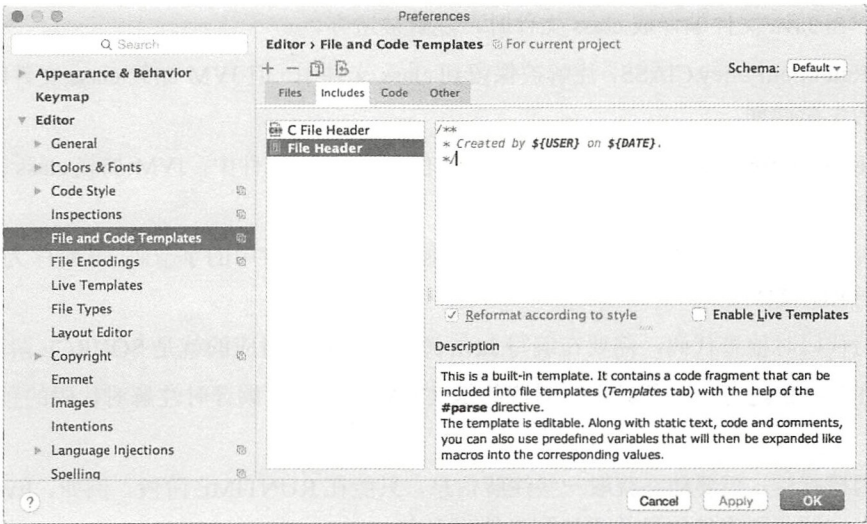 Preferences
Search
Editor › File and Code Templates For current project
Schema: Default
Files Includes Code Other
Appearance & Behavior
Keymap
Editor
General
Colors & Fonts
Code Style
Inspections
File and Code Templates
File Encodings
Live Templates
File Types
Layout Editor
Copyright
Emmet
Images
Intentions
Language Injections
Spelling
?
C File Header
File Header
/**
* Created by ${USER} on ${DATE}.
*/
Reformat according to style
Enable Live Templates
Description
This is a built-in template. It contains a code fragment that can be
included into file templates (Templates tab) with the help of the
#parse directive.
The template is editable. Along with static text, code and comments,
you can also use predefined variables that will then be expanded like
macros into the corresponding values.
Cancel Apply OK